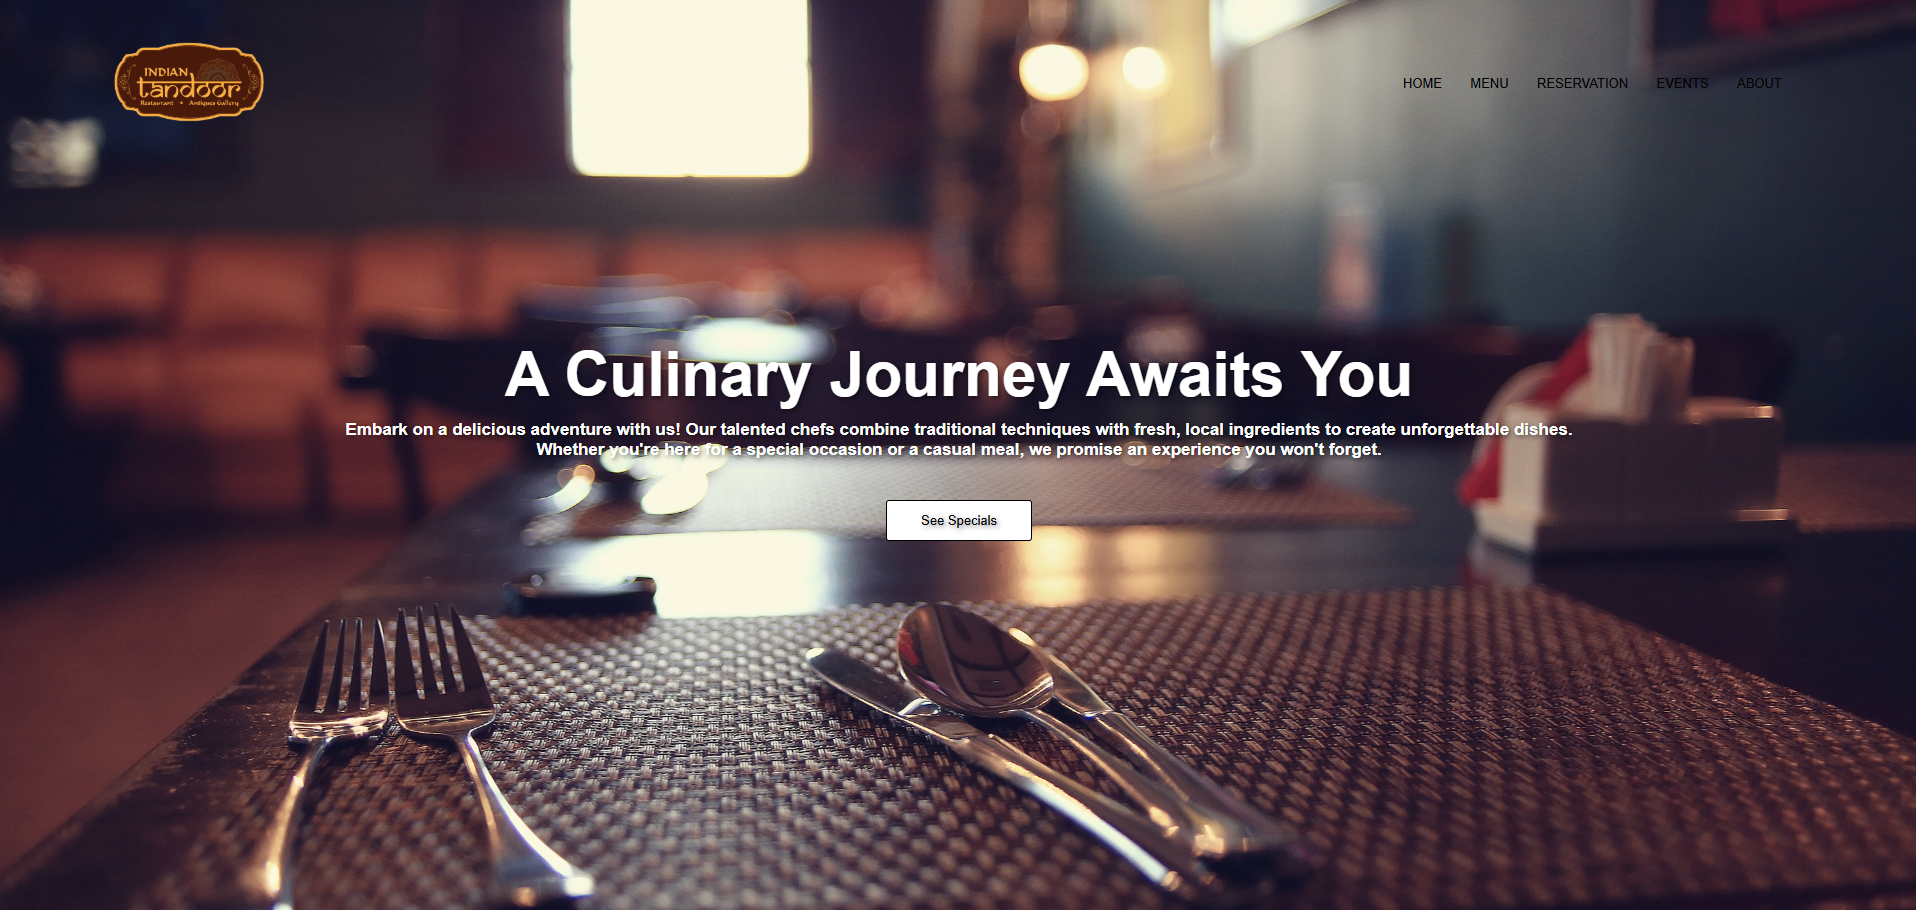 INDIAN
tandoor
Restaurant • Antiques Gallery
HOME MENU RESERVATION EVENTS ABOUT
A Culinary Journey Awaits You
Embark on a delicious adventure with us! Our talented chefs combine traditional techniques with fresh, local ingredients to create unforgettable dishes.
Whether you're here for a special occasion or a casual meal, we promise an experience you won't forget.
See Specials